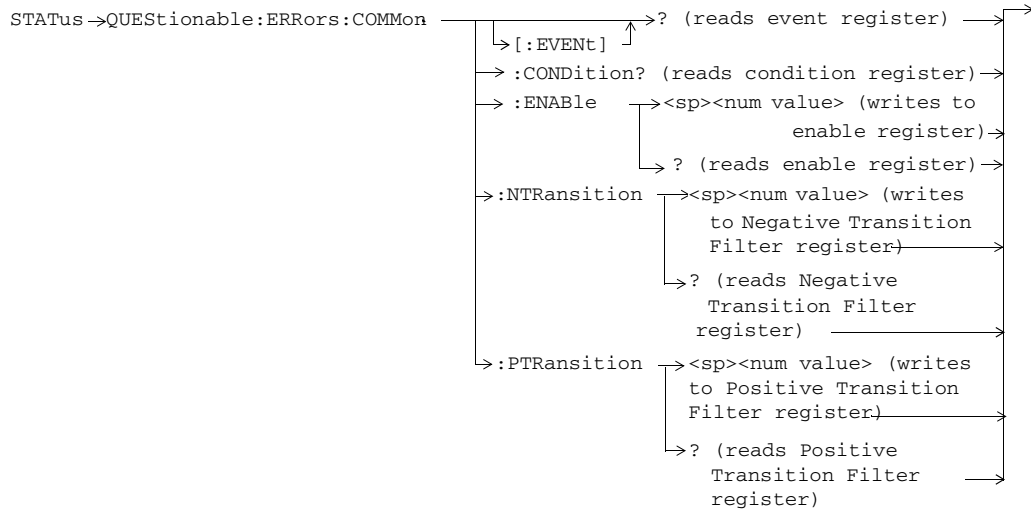 STATus QUEStionable:ERRors:COMMon ? (reads event register)
[:EVENt]
:CONDition? (reads condition register)
:ENABle <sp><num value> (writes to
enable register)
? (reads enable register)
:NTRansition <sp><num value> (writes
to Negative Transition
Filter register)
? (reads Negative
Transition Filter
register)
:PTRansition <sp><num value> (writes
to Positive Transition
Filter register)
? (reads Positive
Transition Filter
register)